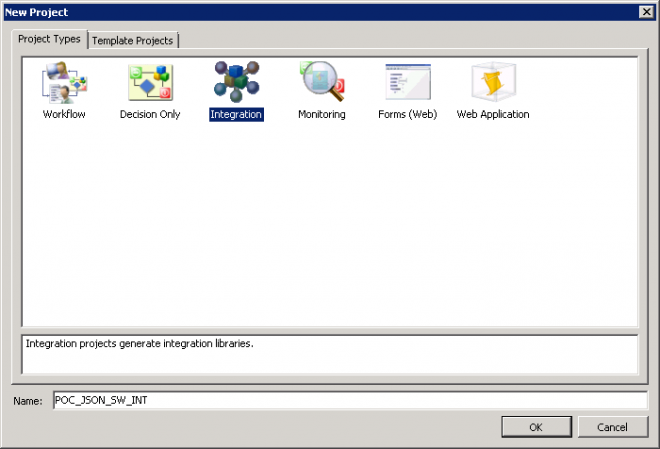 New Project
Project Types Template Projects
Workflow Decision Only Integration Monitoring Forms (Web) Web Application
Integration projects generate integration libraries.
Name: POC_JSON_SW_INT
OK Cancel